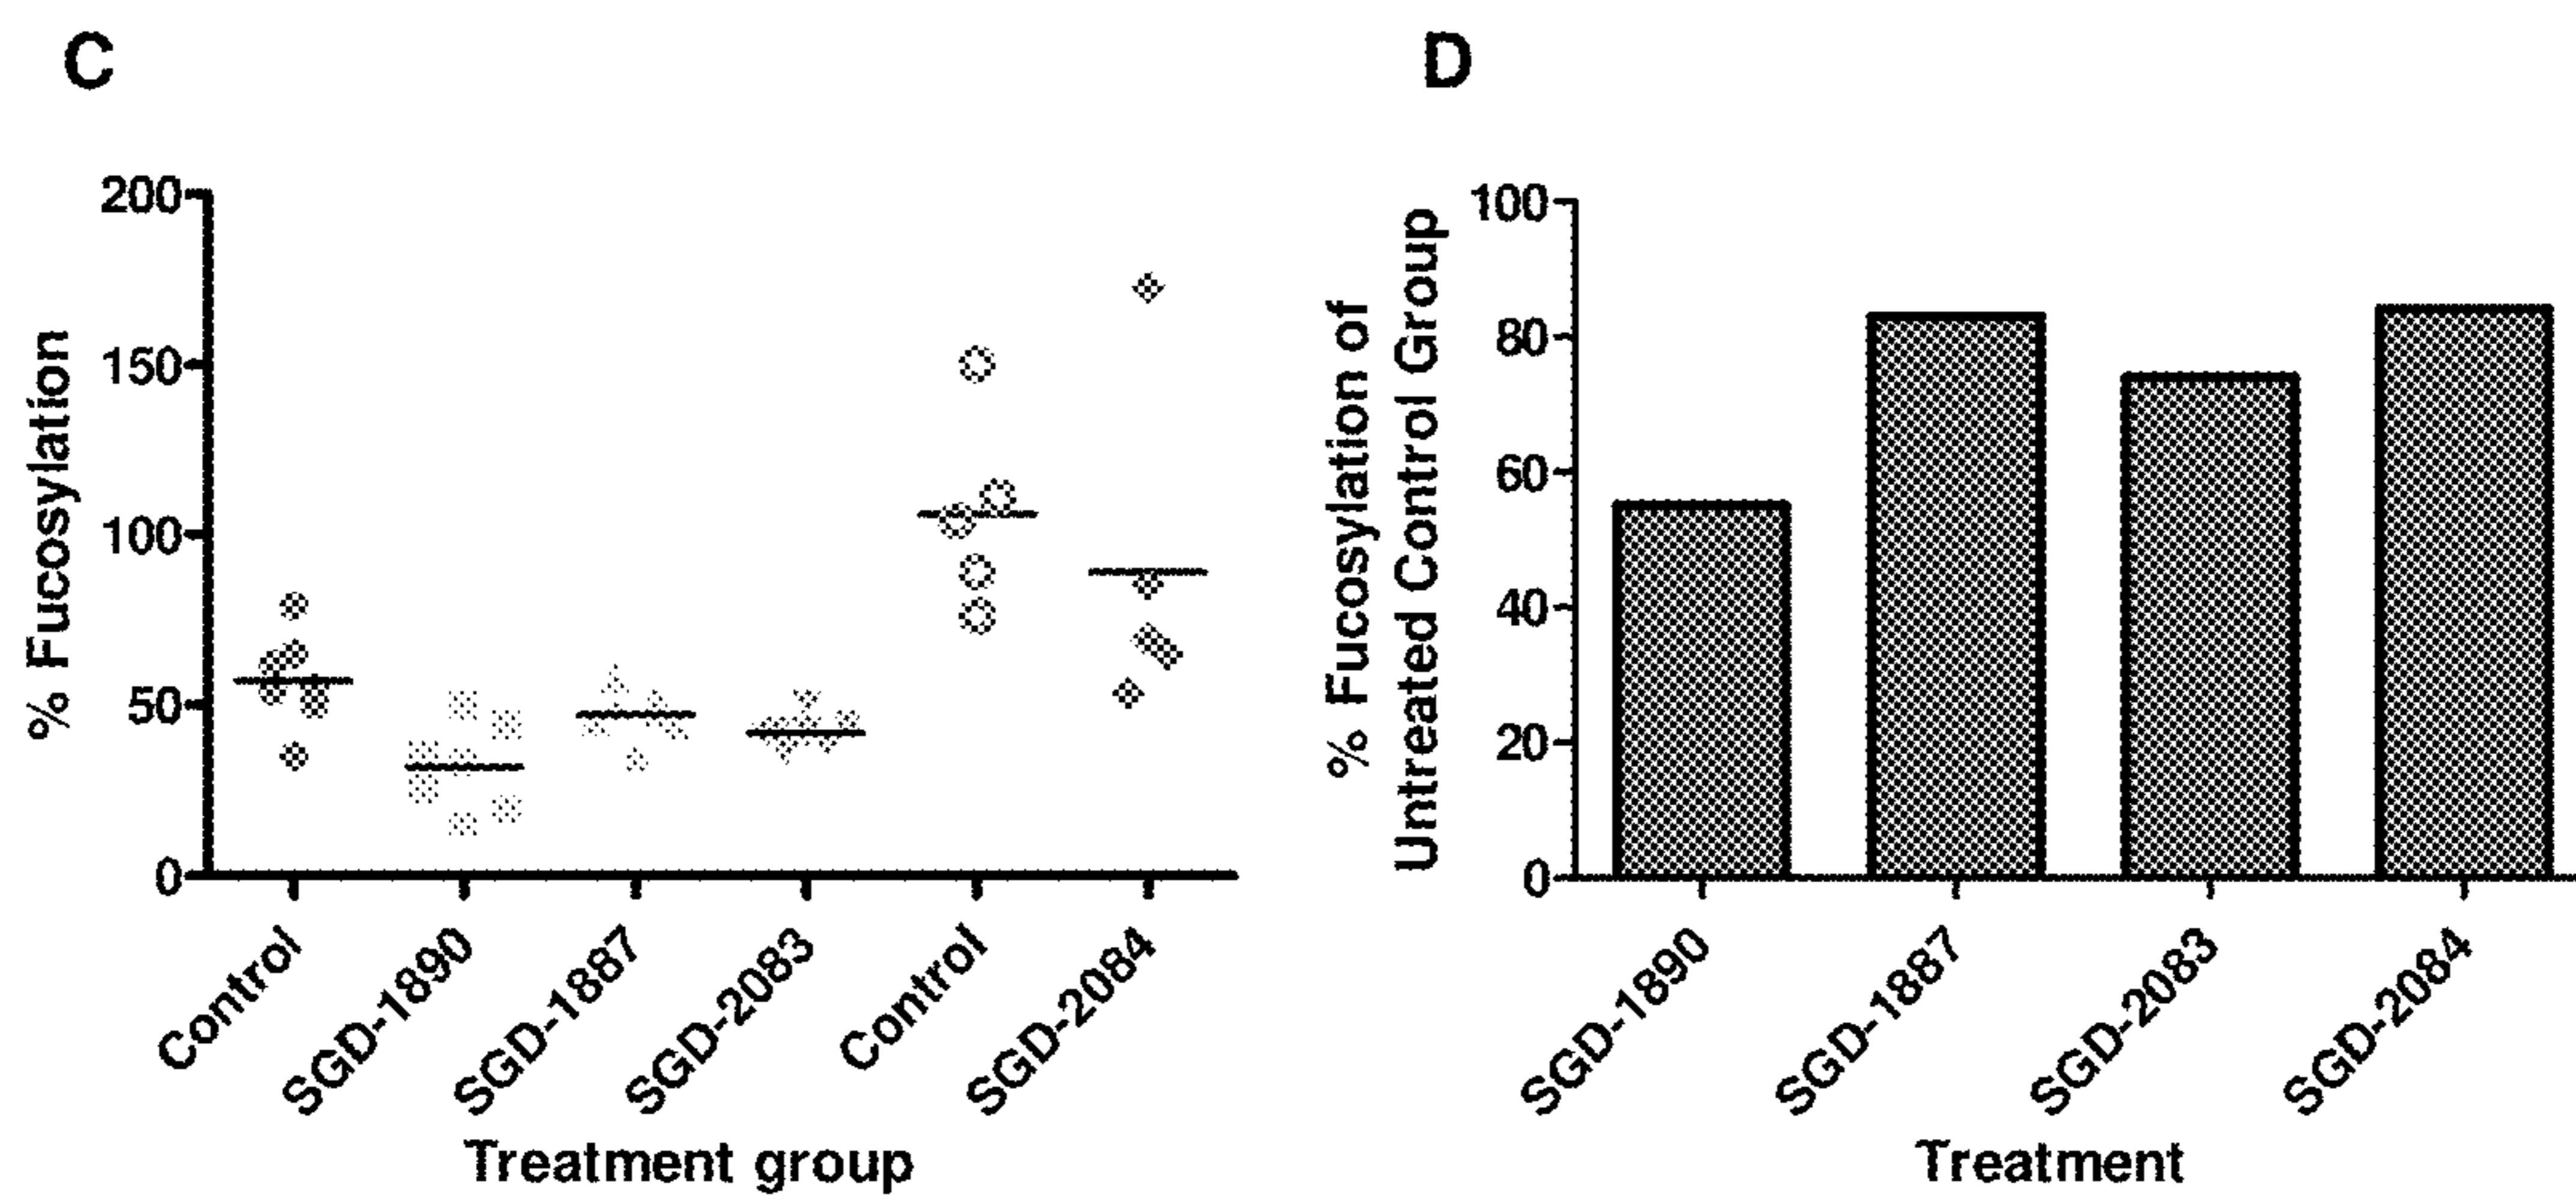 C
% Fucosylation
200
150
100
50
0
Control
SGD-1890
SGD-1887
SGD-2083
Control
SGD-2084
Treatment group
D
% Fucosylation of
Untreated Control Group
100
80
60
40
20
0
SGD-1890
SGD-1887
SGD-2083
SGD-2084
Treatment